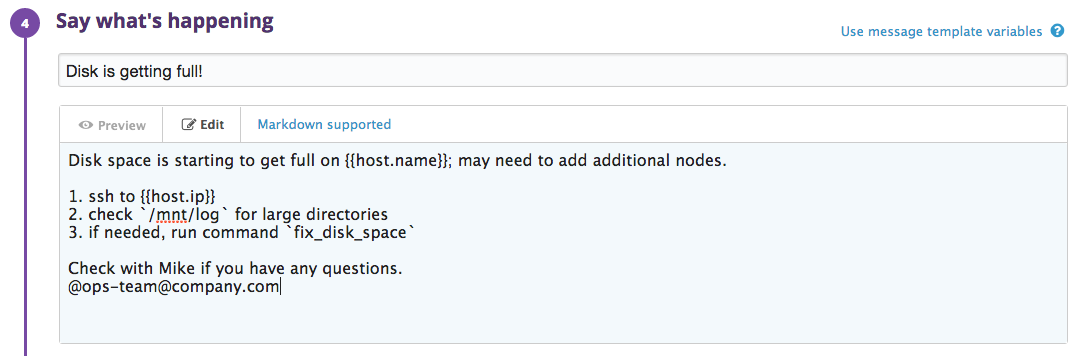 4
Say what's happening
Use message template variables ?
Disk is getting full!
Preview
Edit
Markdown supported
Disk space is starting to get full on {{host.name}}; may need to add additional nodes.
1. ssh to {{host.ip}}
2. check `/mnt/log` for large directories
3. if needed, run command `fix_disk_space`
Check with Mike if you have any questions.
@ops-team@company.com